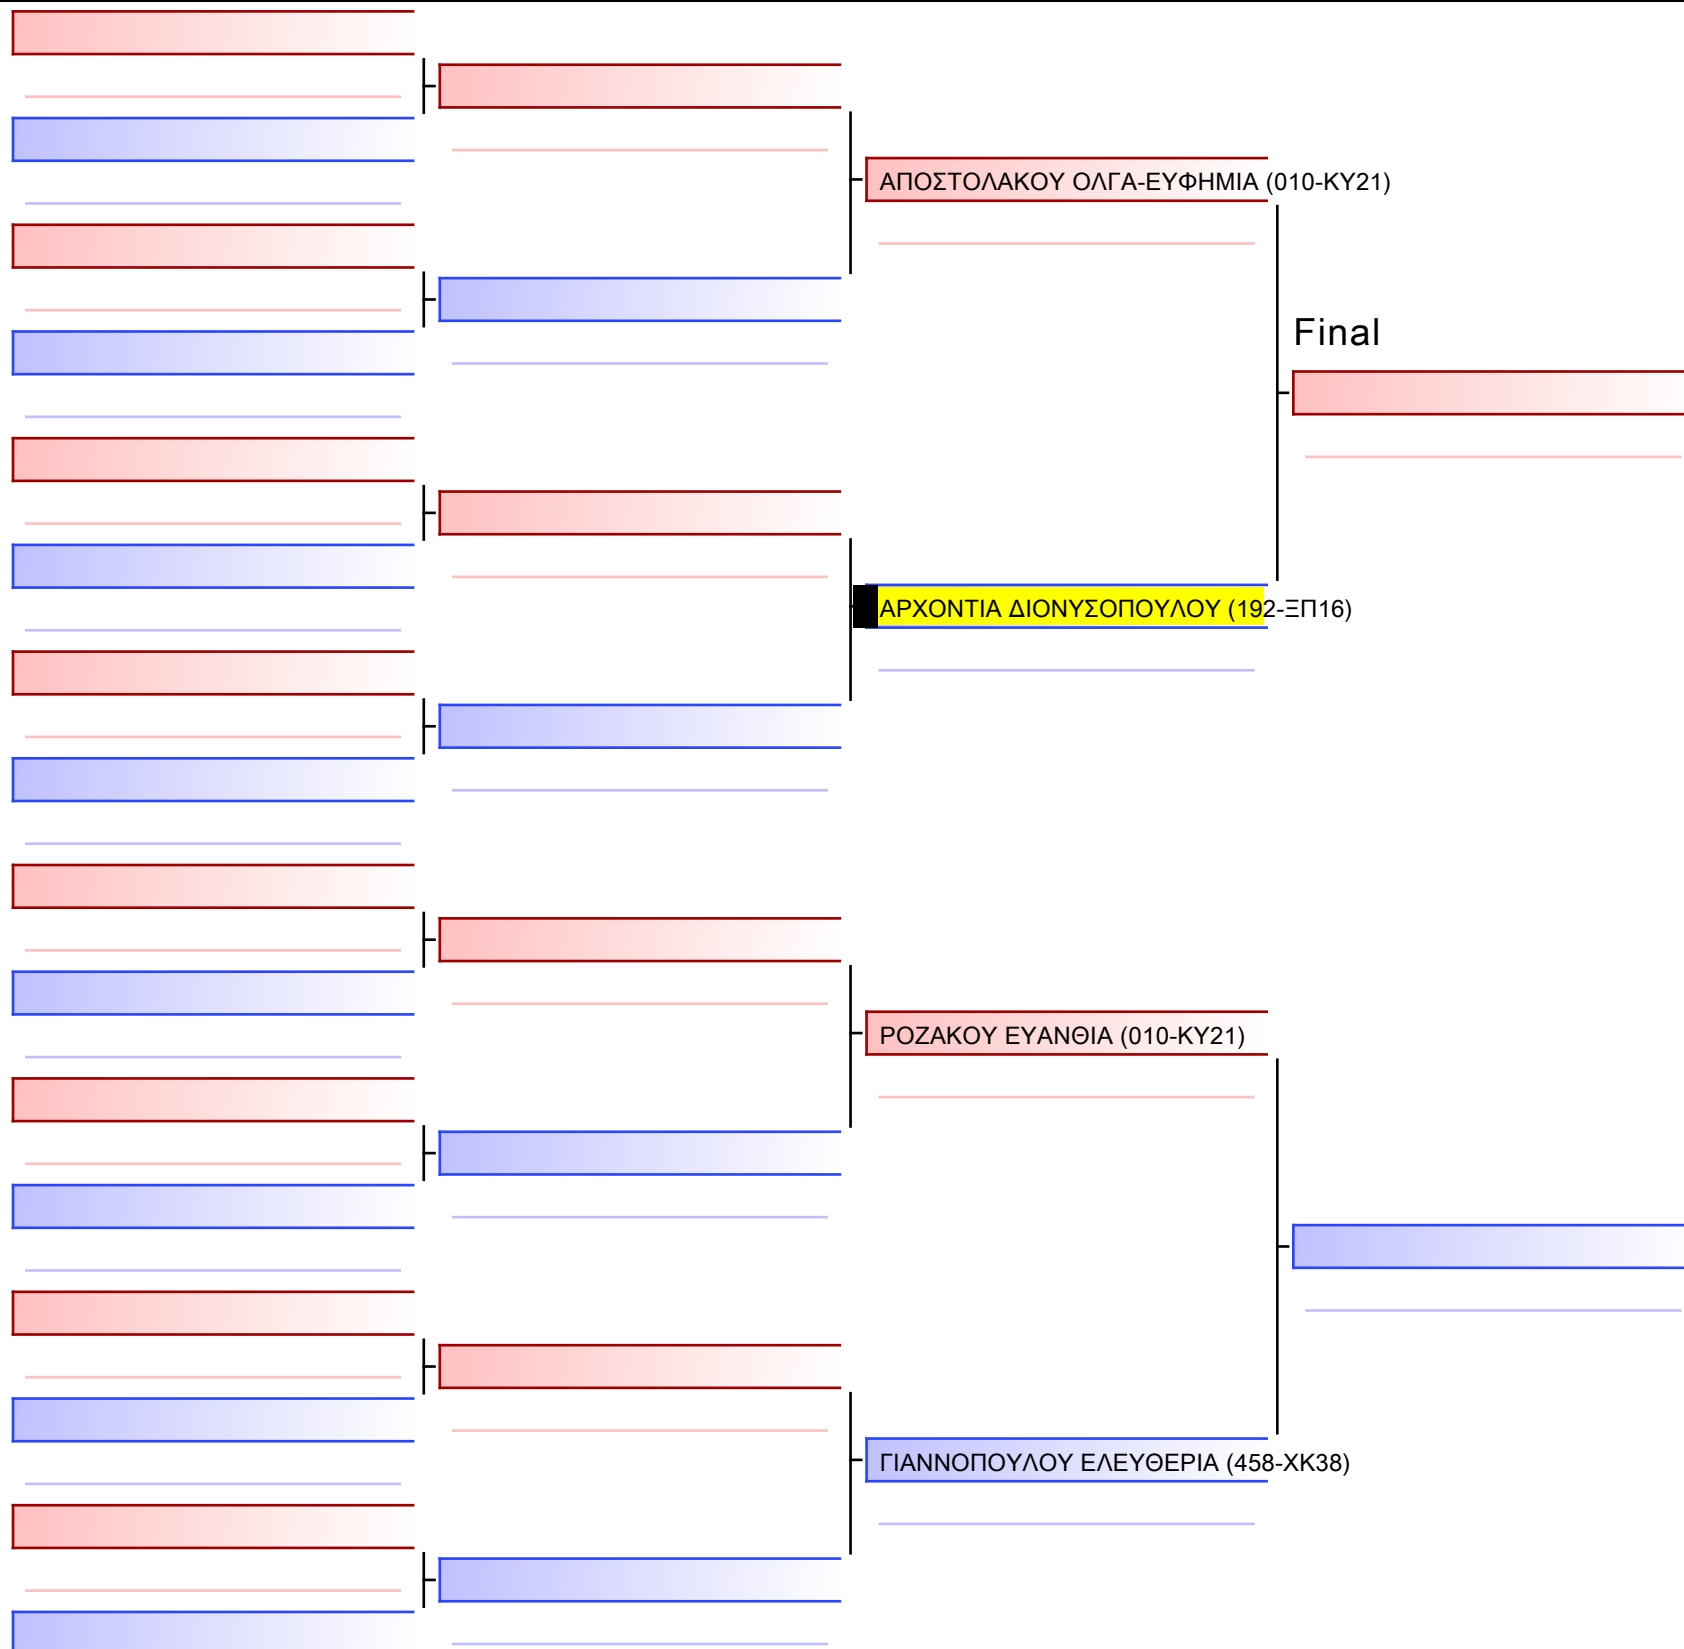 ΑΠΟΣΤΟΛΑΚΟΥ ΟΛΓΑ-ΕΥΦΗΜΙΑ (010-ΚΥ21)
Final
ΑΡΧΟΝΤΙΑ ΔΙΟΝΥΣΟΠΟΥΛΟΥ (192-ΞΠ16)
ΡΟΖΑΚΟΥ ΕΥΑΝΘΙΑ (010-ΚΥ21)
ΓΙΑΝΝΟΠΟΥΛΟΥ ΕΛΕΥΘΕΡΙΑ (458-ΧΚ38)